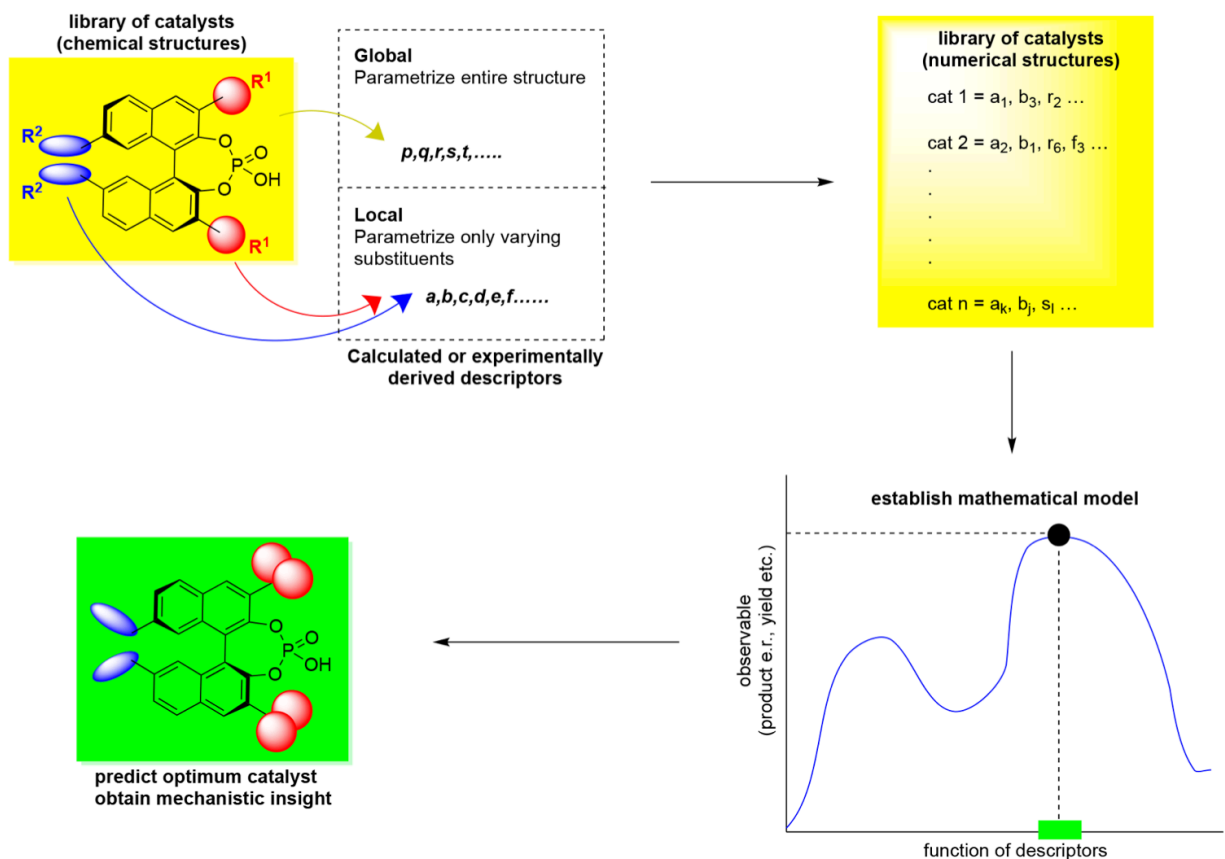 library of catalysts
(chemical structures)
R¹
R²
R²
R¹
O
O
P
O
OH
Global
Parametrize entire structure
p,q,r,s,t,.....
Local
Parametrize only varying
substituents
a,b,c,d,e,f......
Calculated or experimentally
derived descriptors
library of catalysts
(numerical structures)
cat 1 = a₁, b₃, r₂ ...
cat 2 = a₂, b₁, r₆, f₃ ...
.
.
.
.
.
cat n = aₖ, bⱼ, sₗ ...
establish mathematical model
observable
(product e.r., yield etc.)
function of descriptors
O
O
P
O
OH
predict optimum catalyst
obtain mechanistic insight